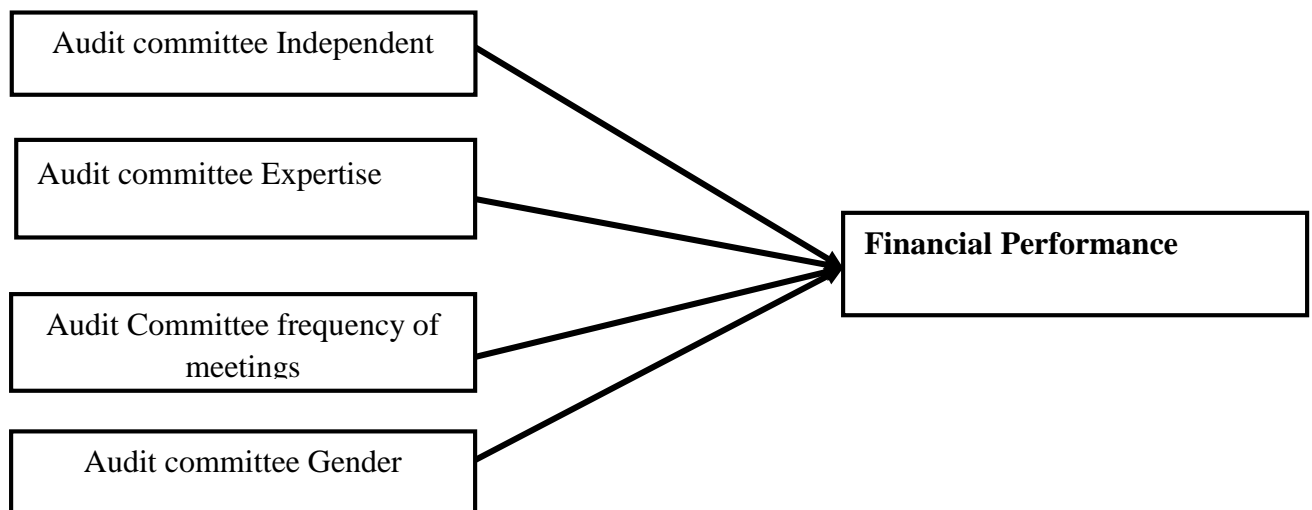 Audit committee Independent
Audit committee Expertise
Audit Committee frequency of
meetings
Audit committee Gender
Financial Performance